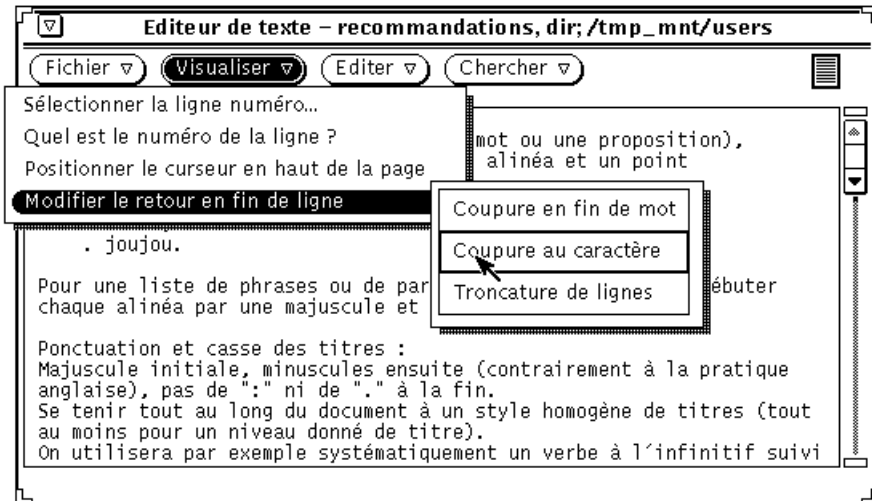 Editeur de texte – recommandations, dir; /tmp_mnt/users
Fichier Visualiser Editer Chercher
Sélectionner la ligne numéro...
Quel est le numéro de la ligne ?
Positionner le curseur en haut de la page
Modifier le retour en fin de ligne
Coupure en fin de mot
Coupure au caractère
Troncature de lignes
mot ou une proposition),
alinéa et un point
. joujou.
Pour une liste de phrases ou de par ébuter
chaque alinéa par une majuscule et
Ponctuation et casse des titres :
Majuscule initiale, minuscules ensuite (contrairement à la pratique
anglaise), pas de ":" ni de "." à la fin.
Se tenir tout au long du document à un style homogène de titres (tout
au moins pour un niveau donné de titre).
On utilisera par exemple systématiquement un verbe à l´infinitif suivi